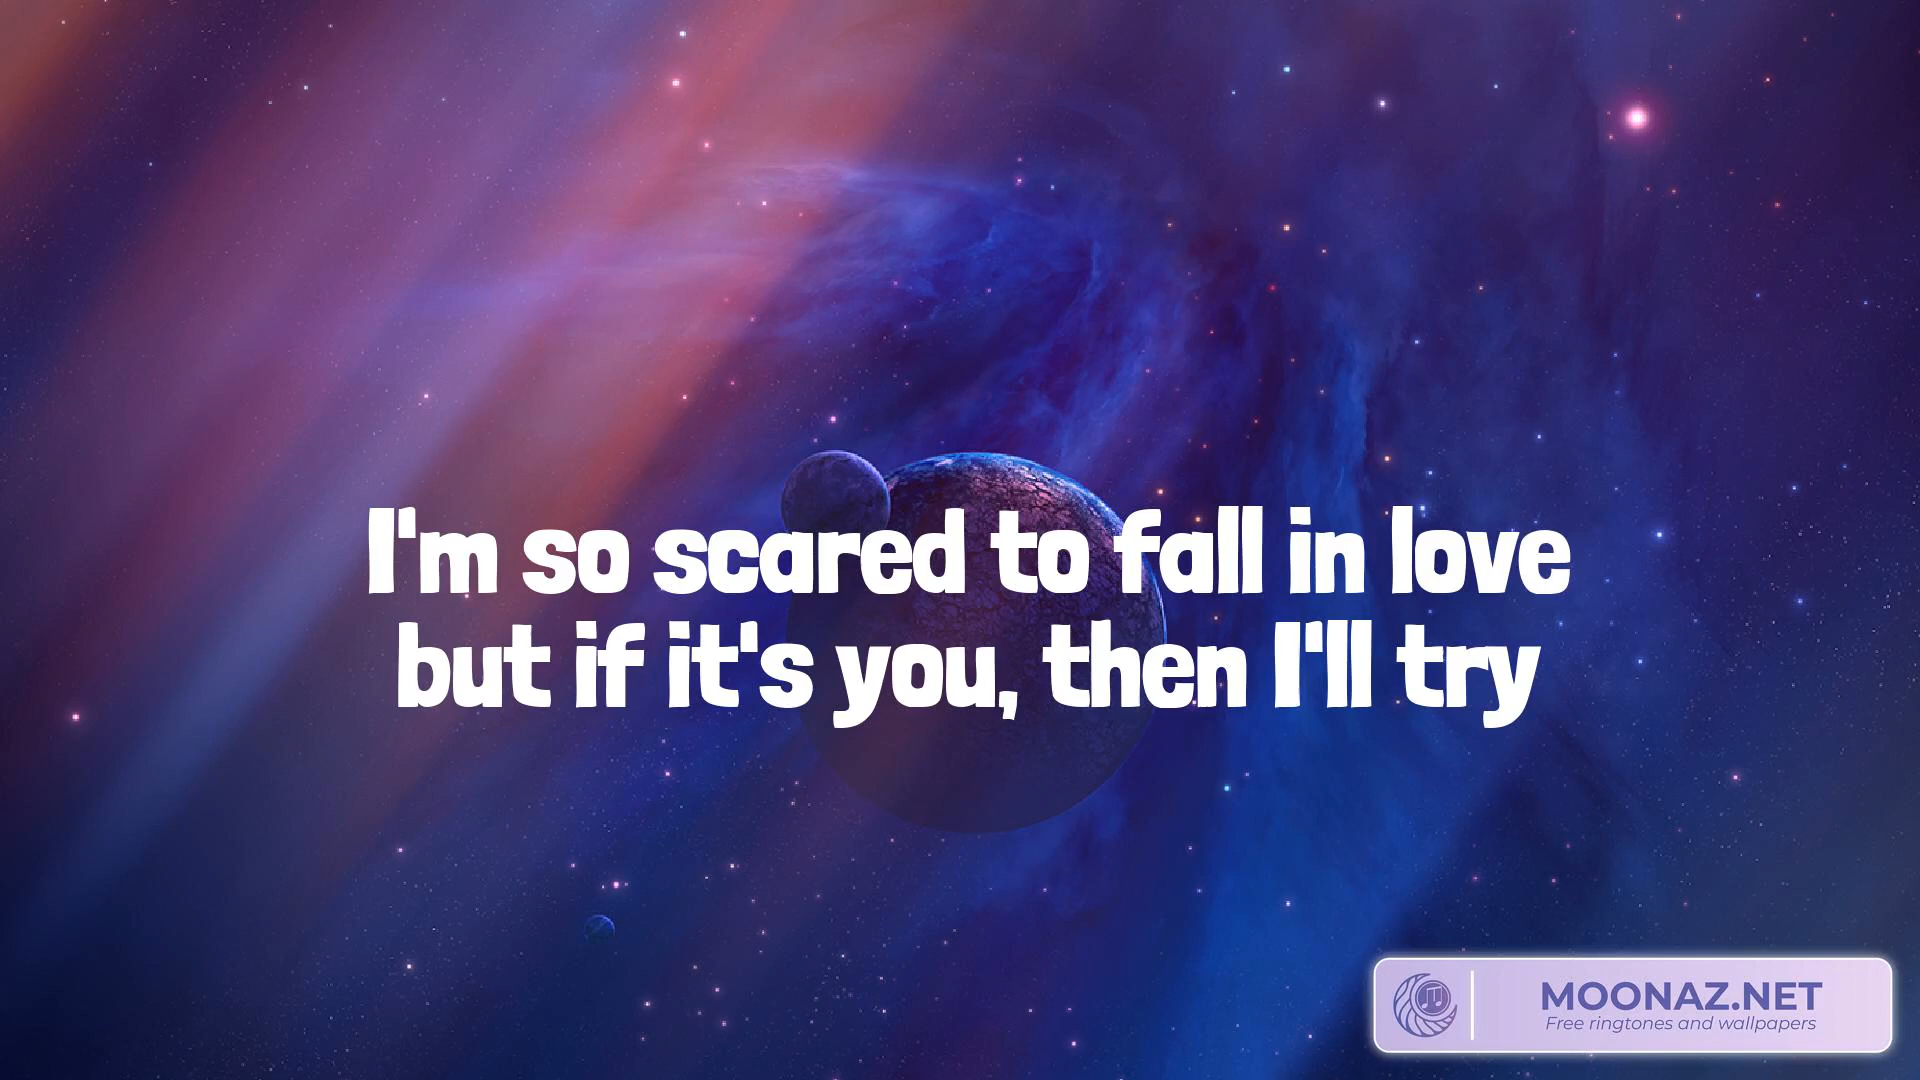 I'm so scared to fall in love
but if it's you, then I'll try
MOONAZ.NET
Free ringtones and wallpapers